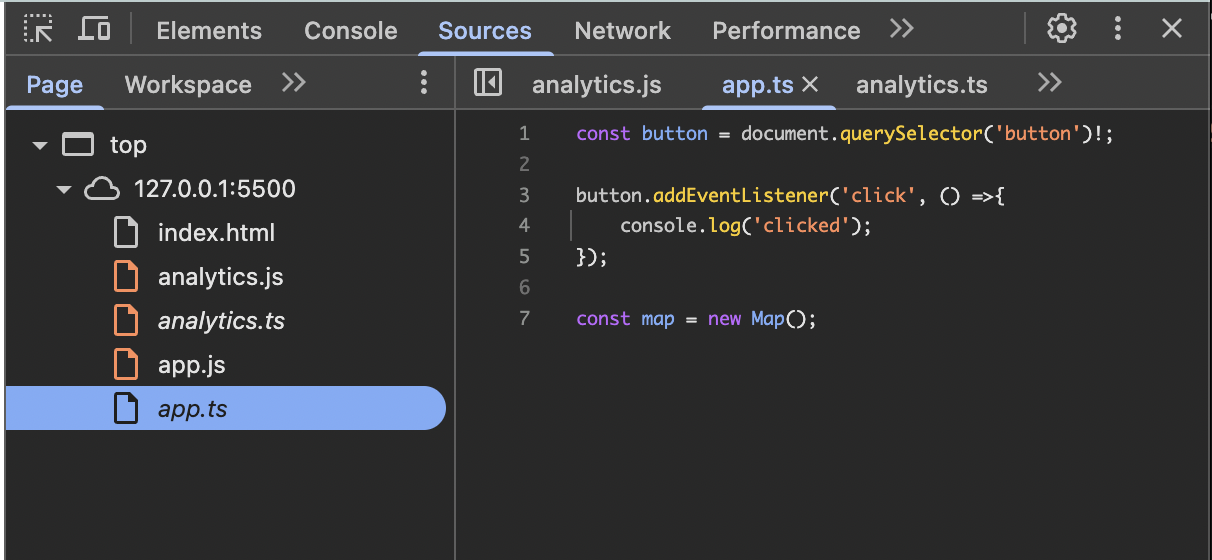 Elements Console Sources Network Performance
Page Workspace
analytics.js app.ts analytics.ts
top
127.0.0.1:5500
index.html
analytics.js
analytics.ts
app.js
app.ts
1 const button = document.querySelector('button')!;
2
3 button.addEventListener('click', () =>{
4     console.log('clicked');
5 });
6
7 const map = new Map();